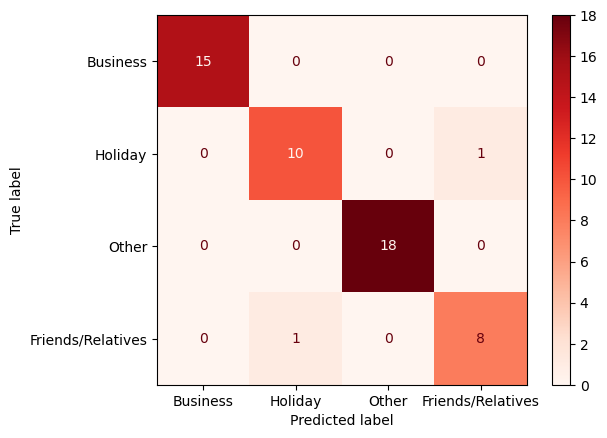 Business 15 0 0 0
Holiday 0 10 0 1
Other 0 0 18 0
Friends/Relatives 0 1 0 8
Business Holiday Other Friends/Relatives
Predicted label
True label
18
16
14
12
10
8
6
4
2
0